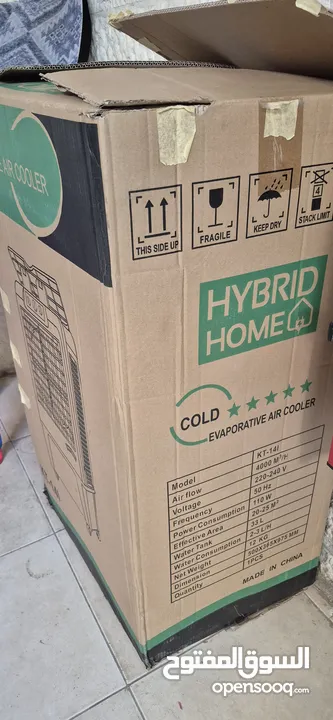 AIR COOLER
THIS SIDE UP
FRAGILE
KEEP DRY
4
STACK LIMIT
HYBRID
HOME
COLD
EVAPORATIVE AIR COOLER
Model KT-14I
Air flow 4000 M³/H
Voltage 220-240 V
Frequency 50 Hz
Power Consumption 110 W
Effective Area 20-25 M²
Water Tank 33 L
Water Consumption 2-3 L/H
Net Weight 12 KG
Dimension
Quantity 1PCS
MADE IN CHINA
السوق المفتوح
opensooq.com